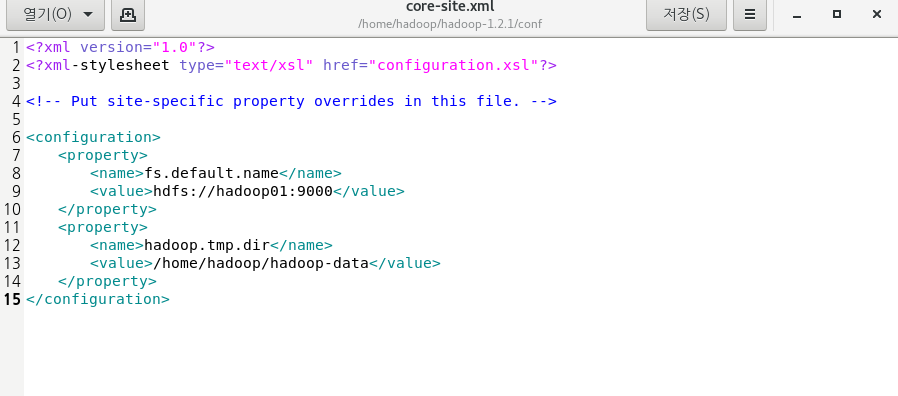 열기(O)
core-site.xml
/home/hadoop/hadoop-1.2.1/conf
저장(S)
1 <?xml version="1.0"?>
2 <?xml-stylesheet type="text/xsl" href="configuration.xsl"?>
3
4 <!-- Put site-specific property overrides in this file. -->
5
6 <configuration>
7 <property>
8 <name>fs.default.name</name>
9 <value>hdfs://hadoop01:9000</value>
10 </property>
11 <property>
12 <name>hadoop.tmp.dir</name>
13 <value>/home/hadoop/hadoop-data</value>
14 </property>
15 </configuration>